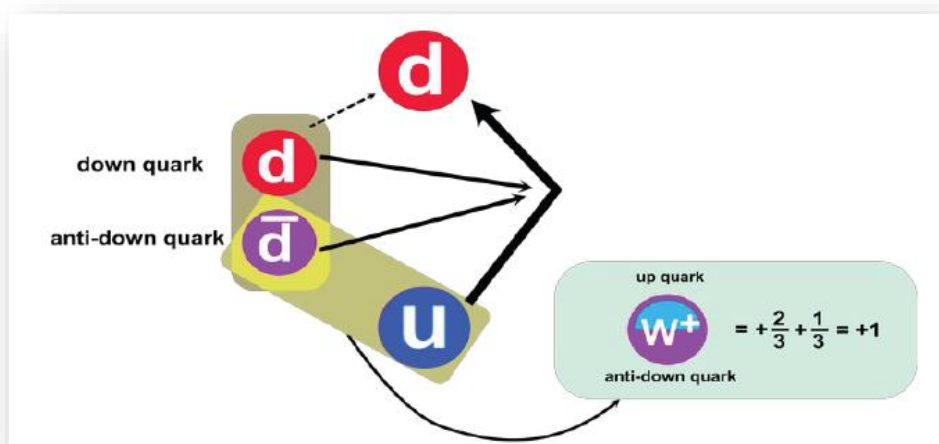 d
down quark
d
anti-down quark
d̅
u
up quark
w⁺
= + 2/3 + 1/3 = +1
anti-down quark